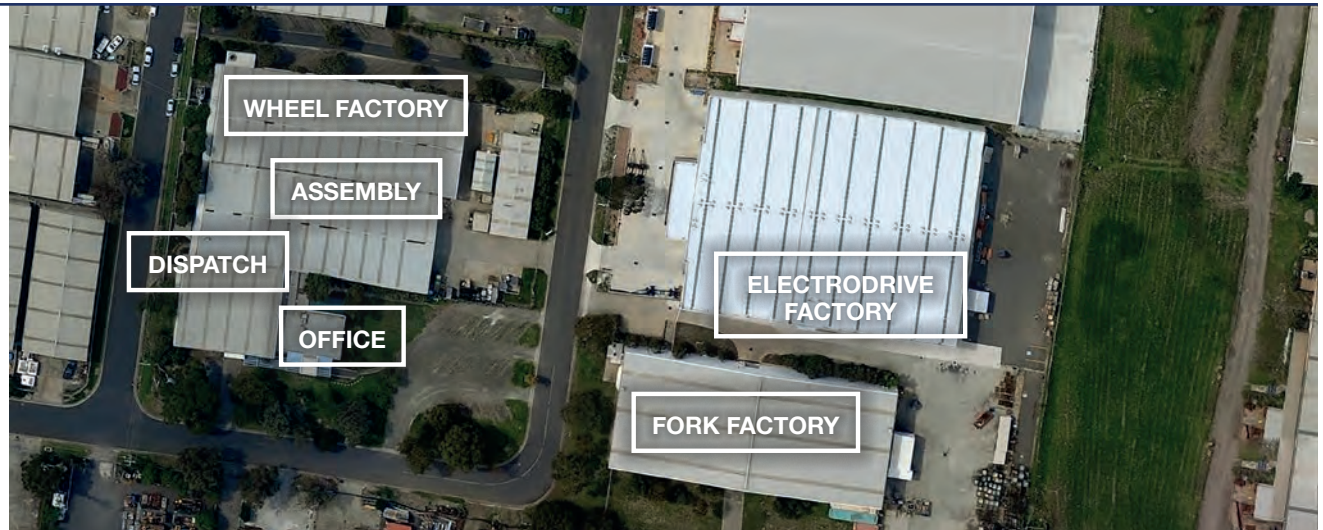 WHEEL FACTORY
ASSEMBLY
DISPATCH
OFFICE
ELECTRODRIVE
FACTORY
FORK FACTORY